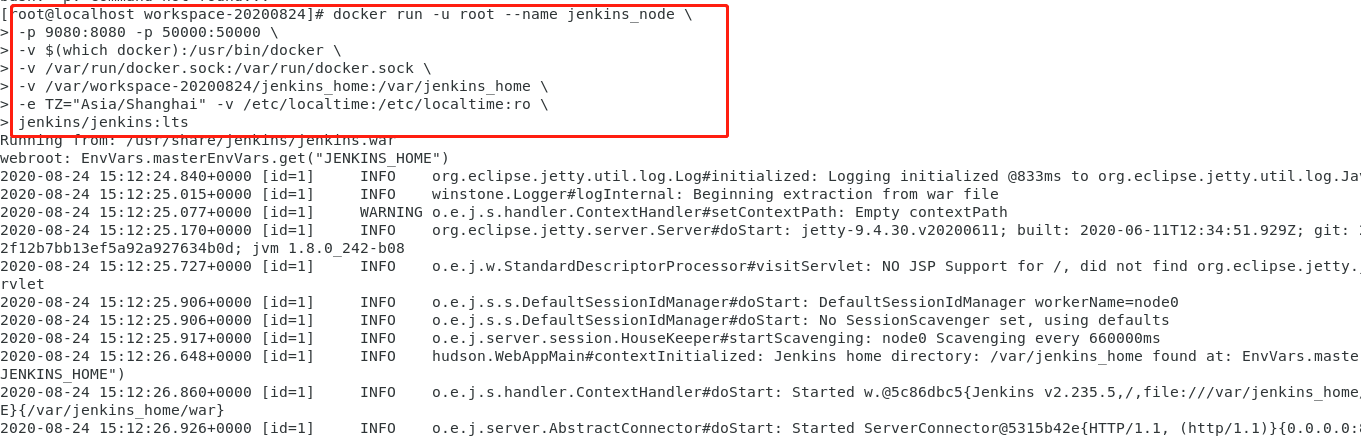 [root@localhost workspace-20200824]# docker run -u root --name jenkins_node \
> -p 9080:8080 -p 50000:50000 \
> -v $(which docker):/usr/bin/docker \
> -v /var/run/docker.sock:/var/run/docker.sock \
> -v /var/workspace-20200824/jenkins_home:/var/jenkins_home \
> -e TZ="Asia/Shanghai" -v /etc/localtime:/etc/localtime:ro \
> jenkins/jenkins:lts
Running from: /usr/share/jenkins/jenkins.war
webroot: EnvVars.masterEnvVars.get("JENKINS_HOME")
2020-08-24 15:12:24.840+0000 [id=1]     INFO    org.eclipse.jetty.util.log.Log#initialized: Logging initialized @833ms to org.eclipse.jetty.util.log.Jav
2020-08-24 15:12:25.015+0000 [id=1]     INFO    winstone.Logger#logInternal: Beginning extraction from war file
2020-08-24 15:12:25.077+0000 [id=1]     WARNING o.e.j.s.handler.ContextHandler#setContextPath: Empty contextPath
2020-08-24 15:12:25.170+0000 [id=1]     INFO    org.eclipse.jetty.server.Server#doStart: jetty-9.4.30.v20200611; built: 2020-06-11T12:34:51.929Z; git:
2f12b7bb13ef5a92a927634b0d; jvm 1.8.0_242-b08
2020-08-24 15:12:25.727+0000 [id=1]     INFO    o.e.j.w.StandardDescriptorProcessor#visitServlet: NO JSP Support for /, did not find org.eclipse.jetty.
rvlet
2020-08-24 15:12:25.906+0000 [id=1]     INFO    o.e.j.s.s.DefaultSessionIdManager#doStart: DefaultSessionIdManager workerName=node0
2020-08-24 15:12:25.906+0000 [id=1]     INFO    o.e.j.s.s.DefaultSessionIdManager#doStart: No SessionScavenger set, using defaults
2020-08-24 15:12:25.917+0000 [id=1]     INFO    o.e.j.server.session.HouseKeeper#startScavenging: node0 Scavenging every 660000ms
2020-08-24 15:12:26.648+0000 [id=1]     INFO    hudson.WebAppMain#contextInitialized: Jenkins home directory: /var/jenkins_home found at: EnvVars.maste
JENKINS_HOME")
2020-08-24 15:12:26.860+0000 [id=1]     INFO    o.e.j.s.handler.ContextHandler#doStart: Started w.@5c86dbc5{Jenkins v2.235.5,/,file:///var/jenkins_home/
E}{/var/jenkins_home/war}
2020-08-24 15:12:26.926+0000 [id=1]     INFO    o.e.j.server.AbstractConnector#doStart: Started ServerConnector@5315b42e{HTTP/1.1, (http/1.1)}{0.0.0.0:8